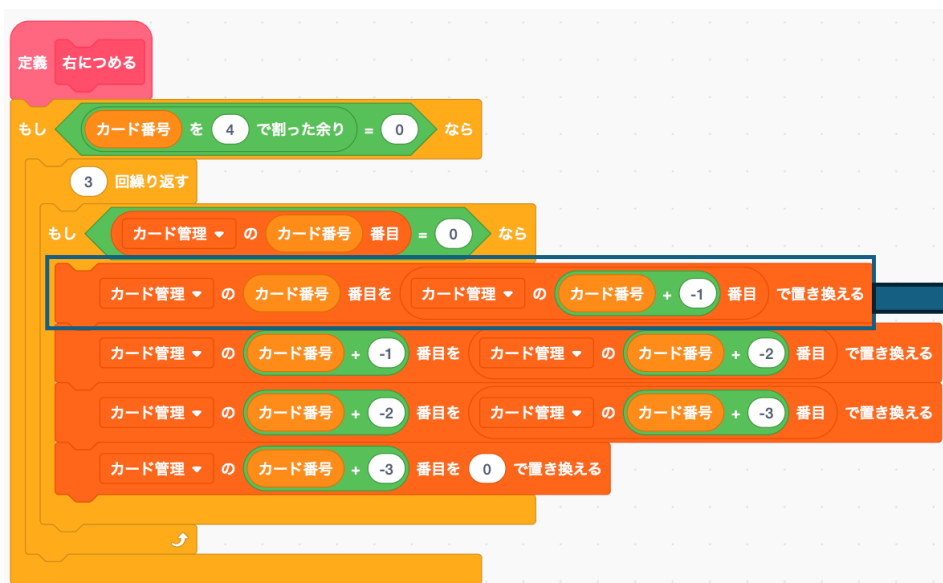 定義 右につめる
もし カード番号 を 4 で割った余り = 0 なら
3 回繰り返す
もし カード管理 の カード番号 番目 = 0 なら
カード管理 の カード番号 番目を カード管理 の カード番号 + -1 番目 で置き換える
カード管理 の カード番号 + -1 番目を カード管理 の カード番号 + -2 番目 で置き換える
カード管理 の カード番号 + -2 番目を カード管理 の カード番号 + -3 番目 で置き換える
カード管理 の カード番号 + -3 番目を 0 で置き換える